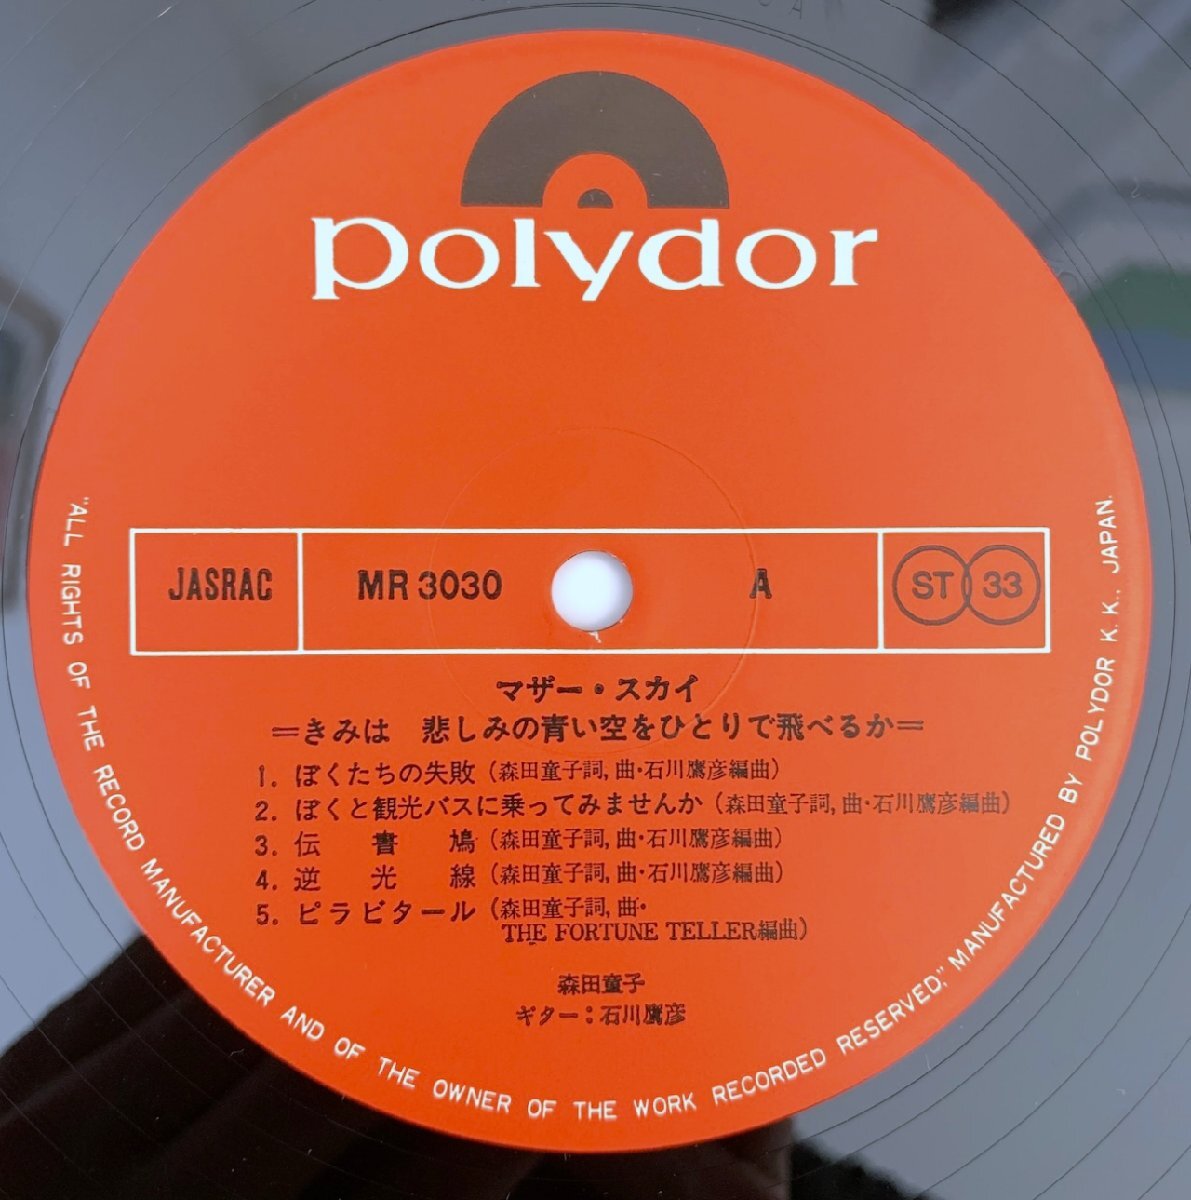 polydor
JASRAC MR 3030 A ST 33
マザー・スカイ
=きみは 悲しみの青い空をひとりで飛べるか=
1. ぼくたちの失敗 (森田童子詞, 曲・石川鷹彦編曲)
2. ぼくと観光バスに乗ってみませんか (森田童子詞, 曲・石川鷹彦編曲)
3. 伝書鳩 (森田童子詞, 曲・石川鷹彦編曲)
4. 逆光線 (森田童子詞, 曲・石川鷹彦編曲)
5. ピラビタール (森田童子詞, 曲・
THE FORTUNE TELLER編曲)
森田童子
ギター：石川鷹彦
"ALL RIGHTS OF THE RECORD MANUFACTURER AND OF THE OWNER OF THE WORK RECORDED RESERVED," MANUFACTURED BY POLYDOR K. K., JAPAN.